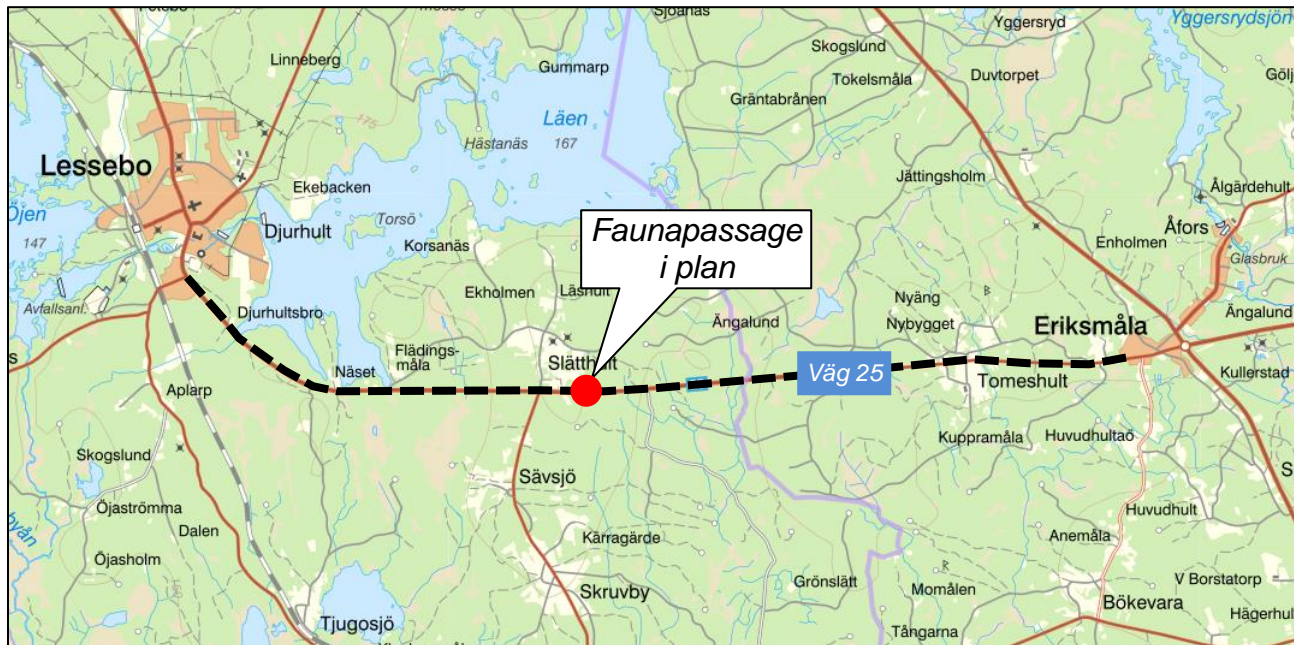 Sjöanäs
Yggersryd
Yggersrydsjön
Linneberg
Gummarp
Skogslund
Tokelsmåla
Duvtorpet
Gräntabrånen
175
Läen
167
Hästanäs
Lessebo
Ekebacken
Jättingsholm
Ålgärdehult
Öjen
147
Djurhult
Torsö
Korsanäs
Faunapassage
i plan
Enholmen
Åfors
Glasbruk
Avfallsanl.
Djurhultsbro
Ekholmen
Läshult
Ängalund
Nyäng
Nybygget
Eriksmåla
Ängalund
Flädings-
måla
Slätthult
Näset
Väg 25
Tomeshult
Kullerstad
Aplarp
Kuppramåla
Huvudhultaö
Skogslund
Sävsjö
Öjaströmma
Dalen
Kärragärde
Huvudhult
Anemåla
Öjasholm
Skruvby
Grönslätt
Momålen
V Borstatorp
Bökevara
Hägerhul
Tjugosjö
Tångarna